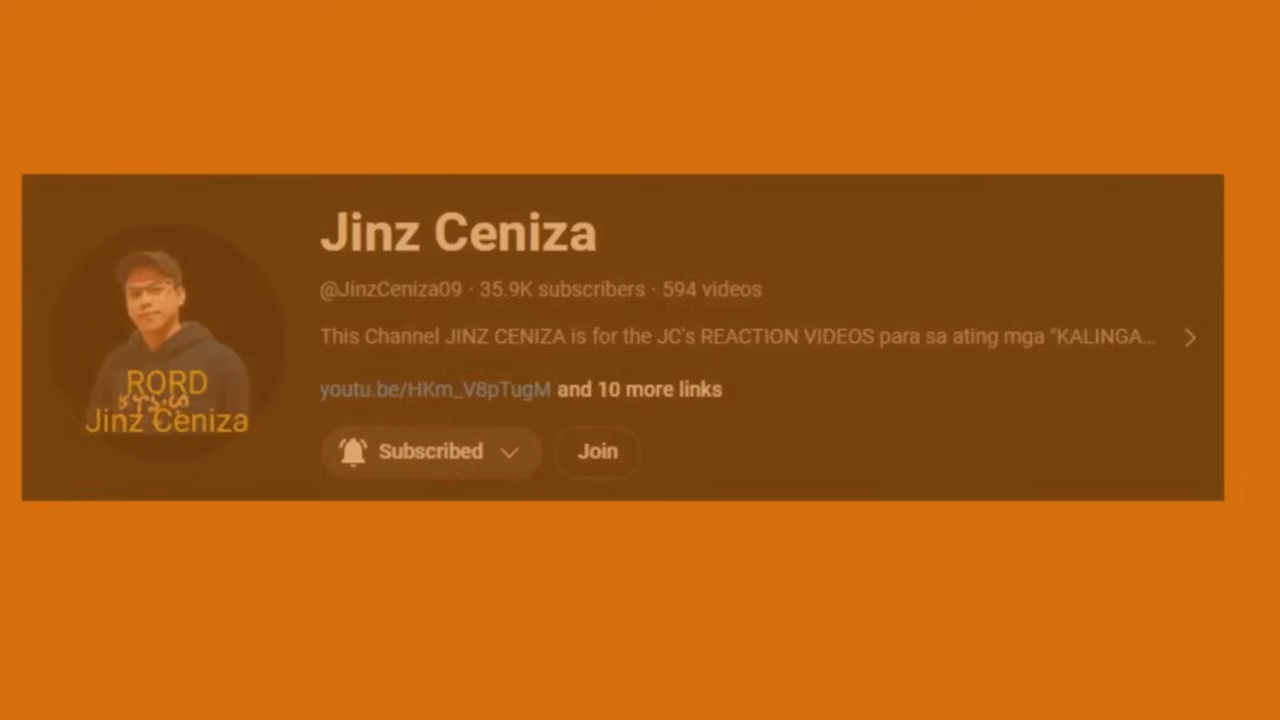 Jinz Ceniza
@JinzCeniza09 · 35.9K subscribers · 594 videos
This Channel JINZ CENIZA is for the JC's REACTION VIDEOS para sa ating mga "KALINGA...
youtu.be/HKm_V8pTugM and 10 more links
Subscribed
Join
RORD
Jinz Ceniza